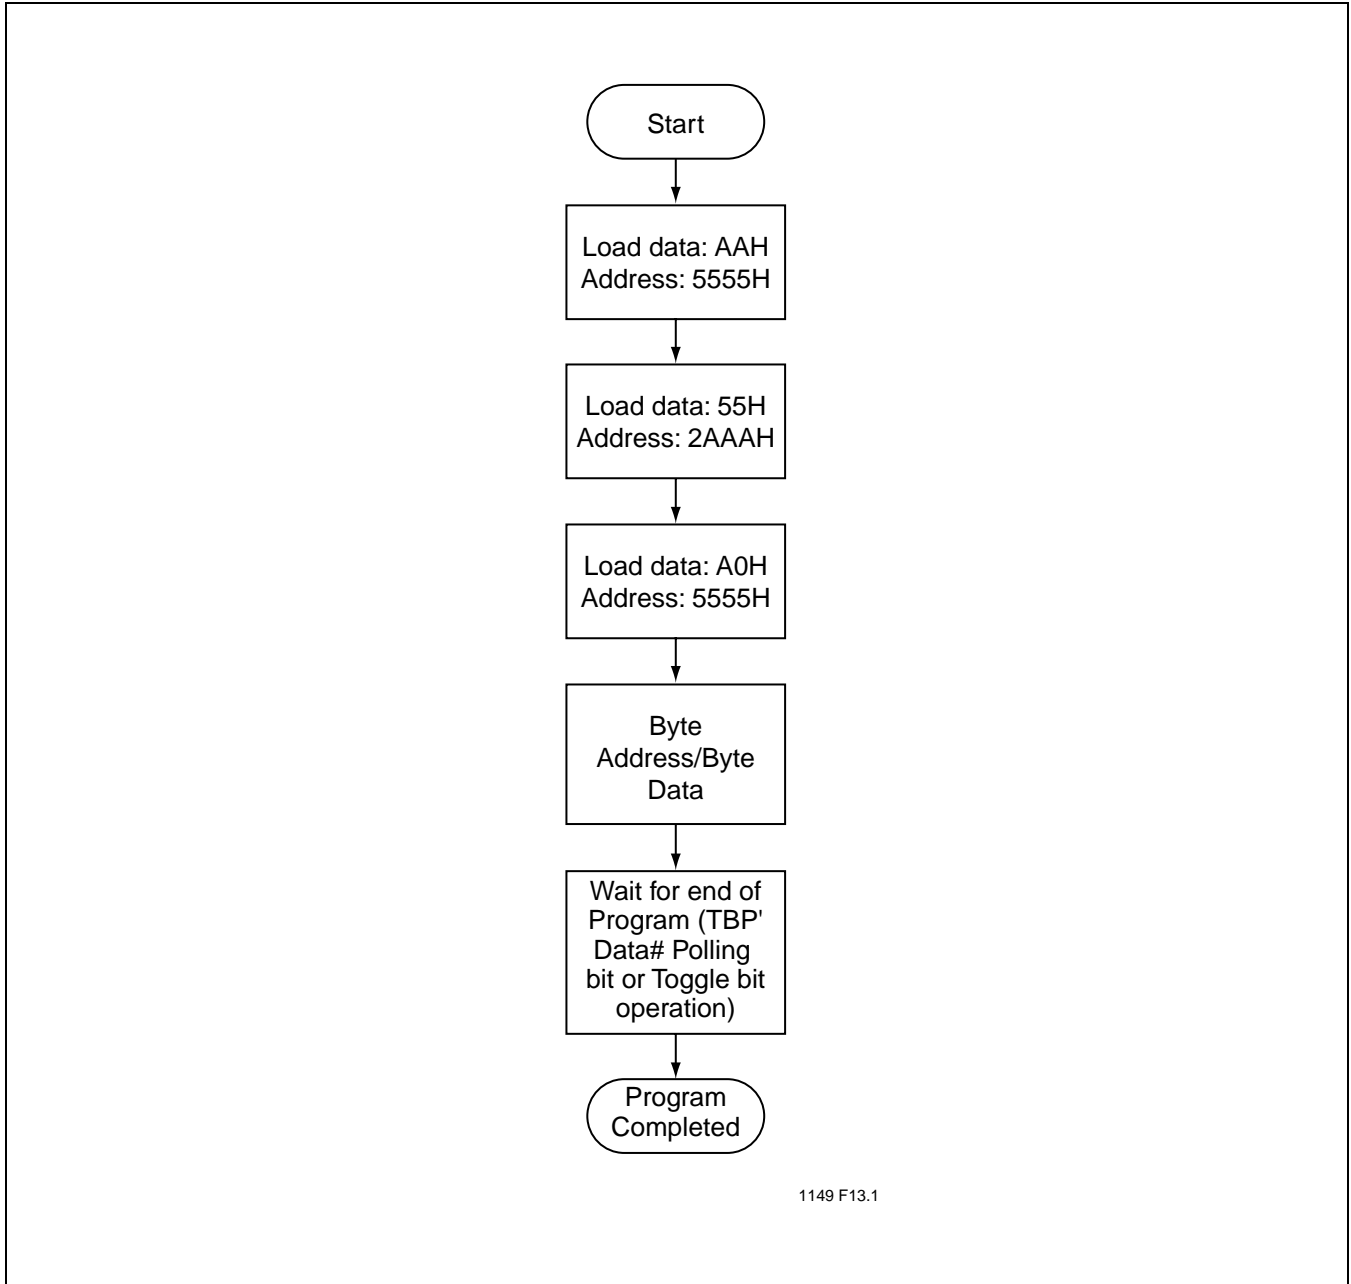 Start
Load data: AAH
Address: 5555H
Load data: 55H
Address: 2AAAH
Load data: A0H
Address: 5555H
Byte
Address/Byte
Data
Wait for end of
Program (TBP'
Data# Polling
bit or Toggle bit
operation)
Program
Completed
1149 F13.1